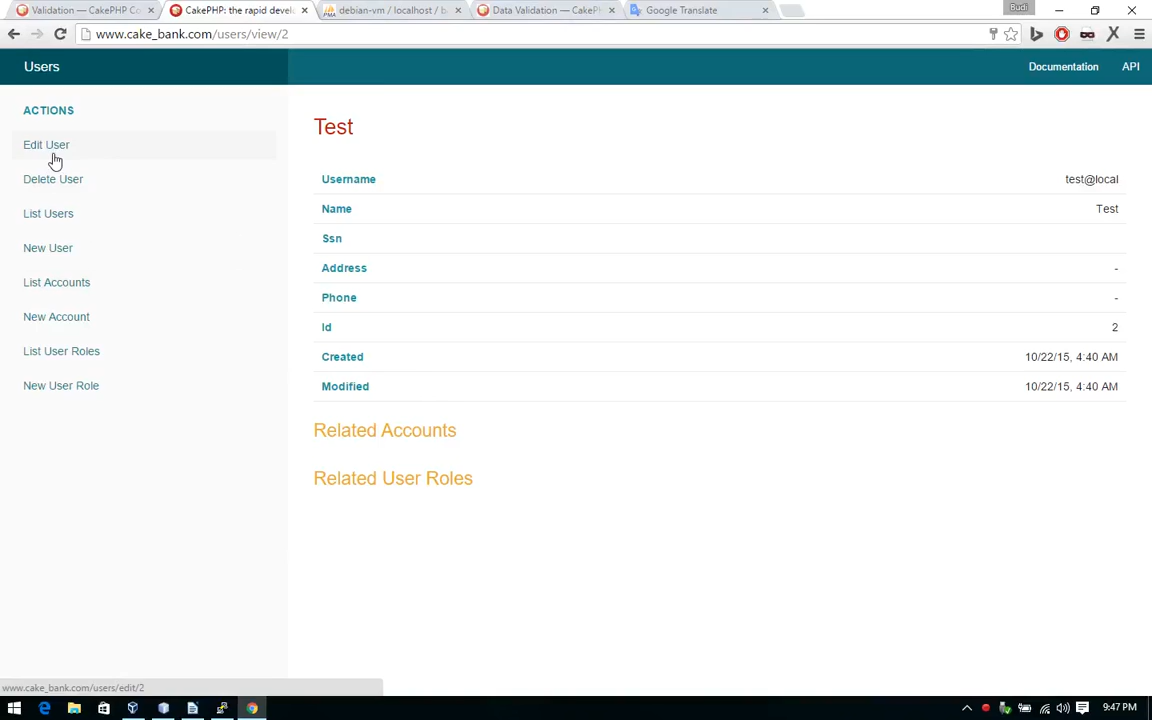 Validation — CakePHP Co
CakePHP: the rapid devel
debian-vm / localhost / b
Data Validation — CakePH
Google Translate
Budi
www.cake_bank.com/users/view/2
Users
Documentation
API
ACTIONS
Edit User
Delete User
List Users
New User
List Accounts
New Account
List User Roles
New User Role
Test
Username test@local
Name Test
Ssn
Address -
Phone -
Id 2
Created 10/22/15, 4:40 AM
Modified 10/22/15, 4:40 AM
Related Accounts
Related User Roles
www.cake_bank.com/users/edit/2
9:47 PM